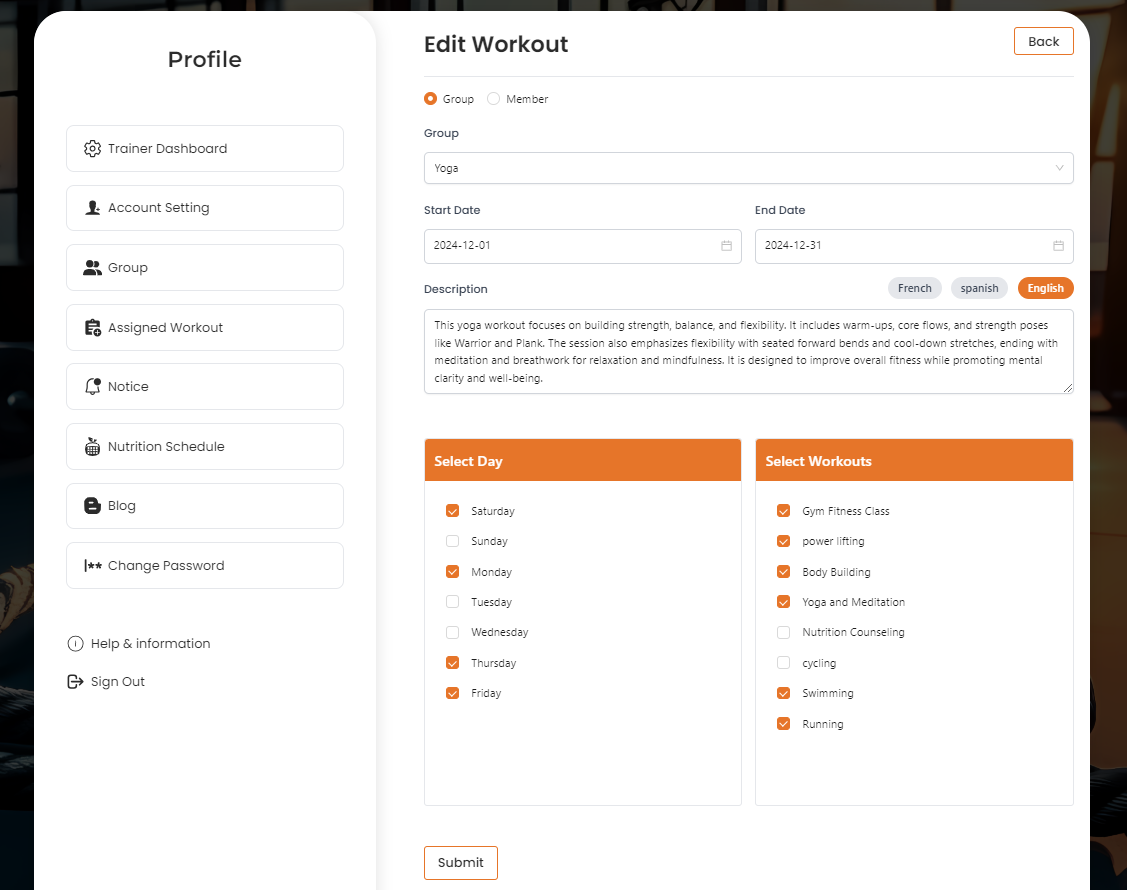 Profile
Trainer Dashboard
Account Setting
Group
Assigned Workout
Notice
Nutrition Schedule
Blog
Change Password
Help & information
Sign Out
Edit Workout
Back
Group
Member
Group
Yoga
Start Date
End Date
2024-12-01
2024-12-31
Description
French
spanish
English
This yoga workout focuses on building strength, balance, and flexibility. It includes warm-ups, core flows, and strength poses
like Warrior and Plank. The session also emphasizes flexibility with seated forward bends and cool-down stretches, ending with
meditation and breathwork for relaxation and mindfulness. It is designed to improve overall fitness while promoting mental
clarity and well-being.
Select Day
Saturday
Sunday
Monday
Tuesday
Wednesday
Thursday
Friday
Select Workouts
Gym Fitness Class
power lifting
Body Building
Yoga and Meditation
Nutrition Counseling
cycling
Swimming
Running
Submit